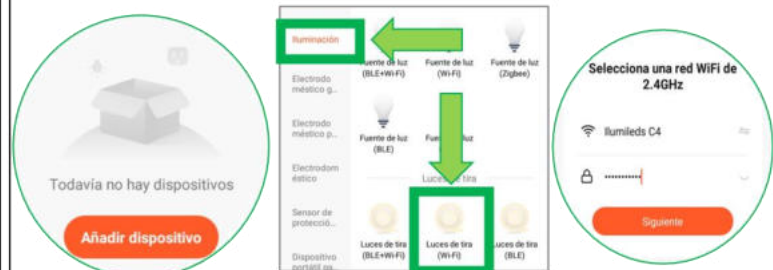 Todavía no hay dispositivos
Añadir dispositivo
Iluminación
Electrodo
méstico g...
Electrodo
méstico p...
Electrodom
éstico
Sensor de
protecció...
Dispositivo
Fuente de luz
(BLE+Wi-Fi)
Fuente de luz
(Wi-Fi)
Fuente de luz
(Zigbee)
Fuente de luz
(BLE)
Luces de tira
Luces de tira
(BLE+Wi-Fi)
Luces de tira
(Wi-Fi)
Luces de tira
(BLE)
Selecciona una red WiFi de
2.4GHz
Ilumileds C4
Siguiente